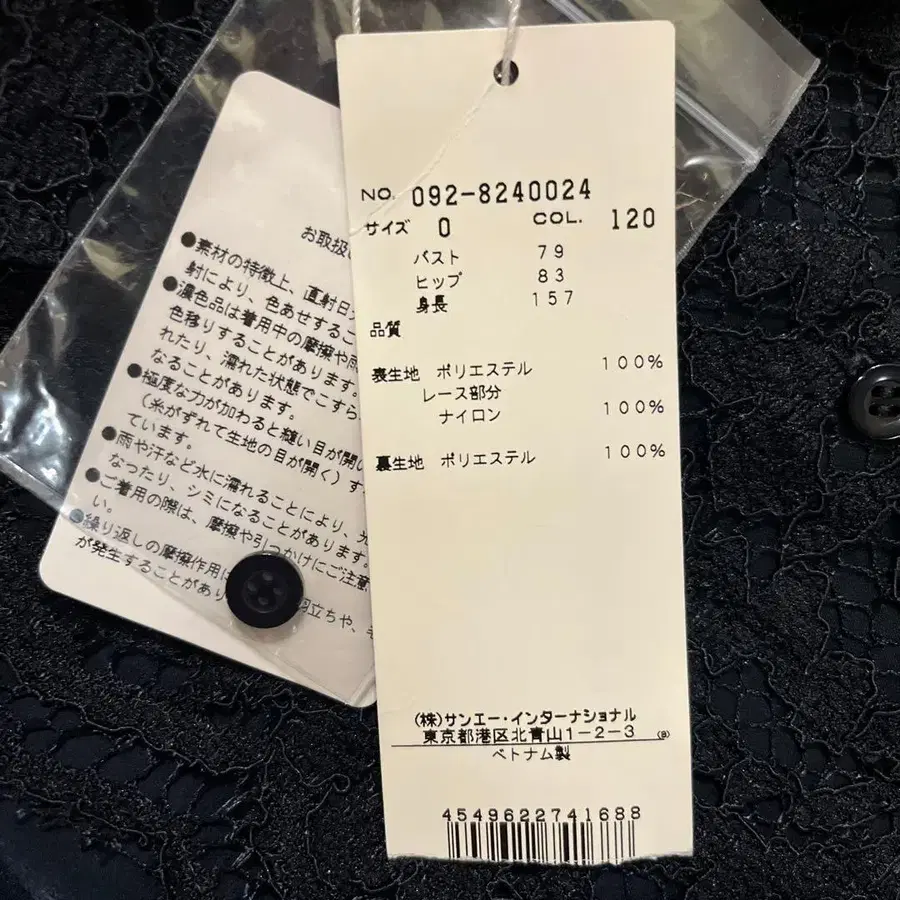 NO. 092-8240024
サイズ 0 COL. 120
バスト 79
ヒップ 83
身長 157
品質
表生地 ポリエステル 100%
レース部分
ナイロン 100%
裏生地 ポリエステル 100%
(株)サンエー・インターナショナル
東京都港区北青山1-2-3 (a)
ベトナム製
4549622741688
お取扱
●素材の特徴上、直射日
射により、色あせするこ
●濃色品は着用中の摩擦や雨
色移りすることがあります。
れたり、濡れた状態でこすら
なることがあります。
●極度な力が加わると縫い目が開い
(糸がずれて生地の目が開く)す
ています。
●雨や汗など水に濡れることにより、光
なったり、シミになることがあります。
●ご着用の際は、摩擦や引っかけにご注意
い。
●繰り返しの摩擦作用に
が発生することがあり 羽立ちや、毛